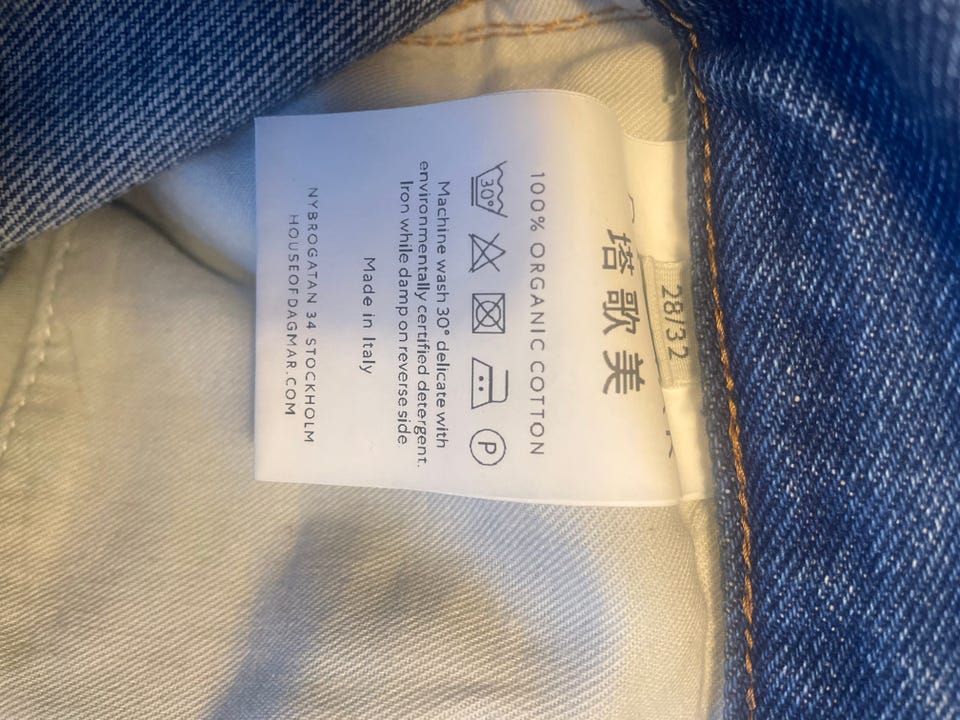 28/32
塔歌美
100% ORGANIC COTTON
30°
P
Machine wash 30° delicate with
environmentally certified detergent.
Iron while damp on reverse side
Made in Italy
NYBROGATAN 34 STOCKHOLM
HOUSEOFDAGMAR.COM